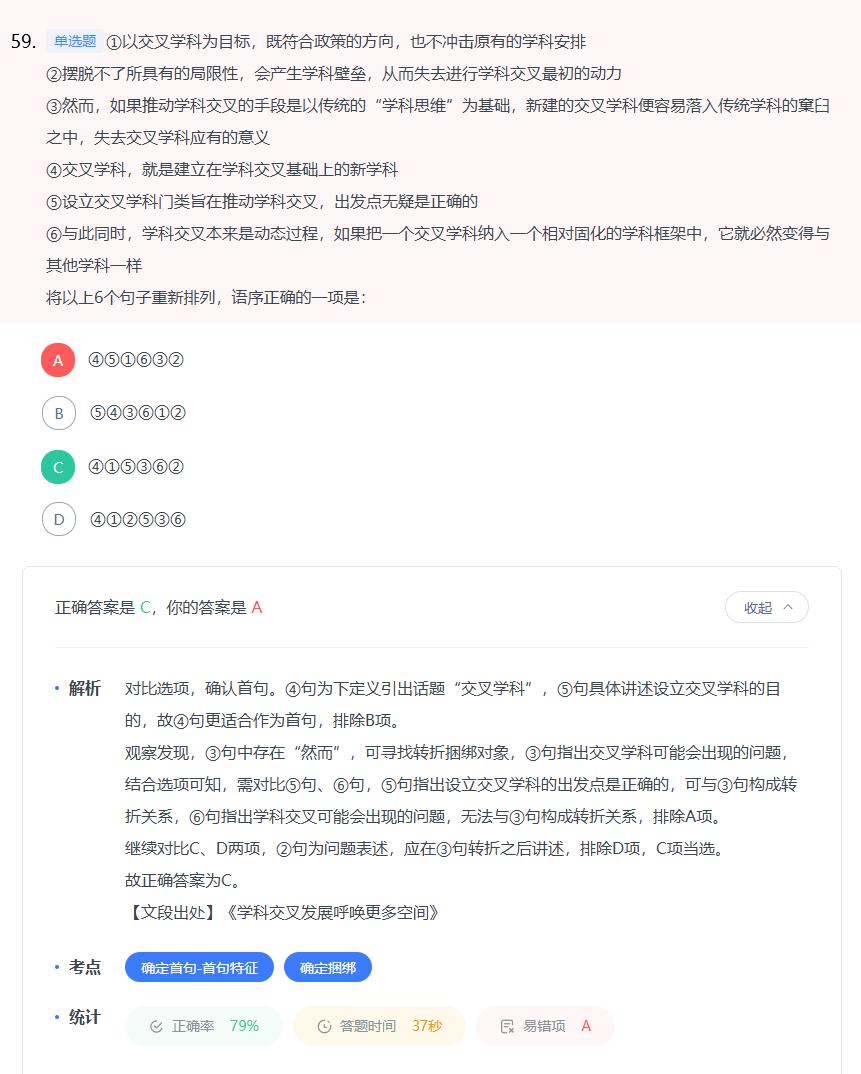 59. 单选题 ①以交叉学科为目标，既符合政策的方向，也不冲击原有的学科安排
②摆脱不了所具有的局限性，会产生学科壁垒，从而失去进行学科交叉最初的动力
③然而，如果推动学科交叉的手段是以传统的“学科思维”为基础，新建的交叉学科便容易落入传统学科的窠臼
之中，失去交叉学科应有的意义
④交叉学科，就是建立在学科交叉基础上的新学科
⑤设立交叉学科门类旨在推动学科交叉，出发点无疑是正确的
⑥与此同时，学科交叉本来是动态过程，如果把一个交叉学科纳入一个相对固化的学科框架中，它就必然变得与
其他学科一样
将以上6个句子重新排列，语序正确的一项是：
A ④⑤①⑥③②
B ⑤④③⑥①②
C ④①⑤③⑥②
D ④①②⑤③⑥
正确答案是 C，你的答案是 A 收起
解析 对比选项，确认首句。④句为下定义引出话题“交叉学科”，⑤句具体讲述设立交叉学科的目
的，故④句更适合作为首句，排除B项。
观察发现，③句中存在“然而”，可寻找转折捆绑对象，③句指出交叉学科可能会出现的问题，
结合选项可知，需对比⑤句、⑥句，⑤句指出设立交叉学科的出发点是正确的，可与③句构成转
折关系，⑥句指出学科交叉可能会出现的问题，无法与③句构成转折关系，排除A项。
继续对比C、D两项，②句为问题表述，应在③句转折之后讲述，排除D项，C项当选。
故正确答案为C。
【文段出处】《学科交叉发展呼唤更多空间》
考点 确定首句-首句特征 确定捆绑
统计 正确率 79% 答题时间 37秒 易错项 A